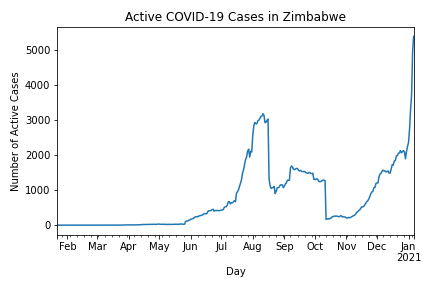 Active COVID-19 Cases in Zimbabwe
5000
4000
3000
2000
1000
0
Number of Active Cases
Feb Mar Apr May Jun Jul Aug Sep Oct Nov Dec Jan
2021
Day